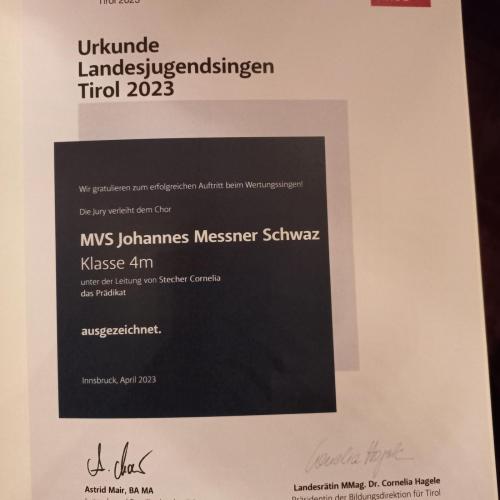 Tirol 2023
Urkunde
Landesjugendsingen
Tirol 2023
Wir gratulieren zum erfolgreichen Auftritt beim Wertungssingen!
Die Jury verleiht dem Chor
MVS Johannes Messner Schwaz
Klasse 4m
unter der Leitung von Stecher Cornelia
das Prädikat
ausgezeichnet.
Innsbruck, April 2023
Astrid Mair, BA MA
Landesrätin MMag. Dr. Cornelia Hagele
Präsidentin der Bildungsdirektion für Tirol